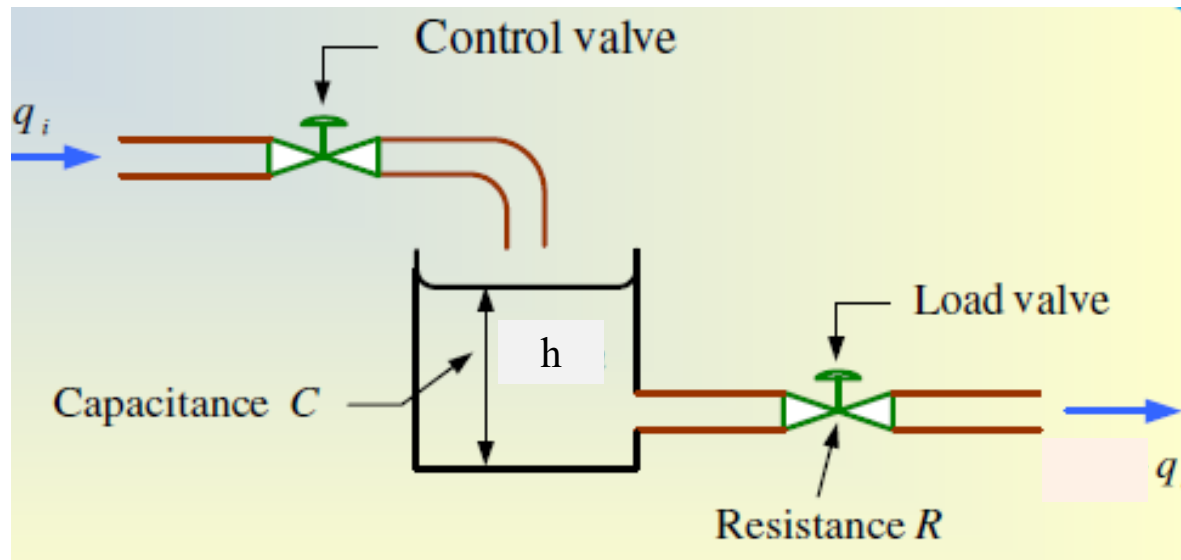 Control valve
q i
Load valve
h
Capacitance C
q
Resistance R